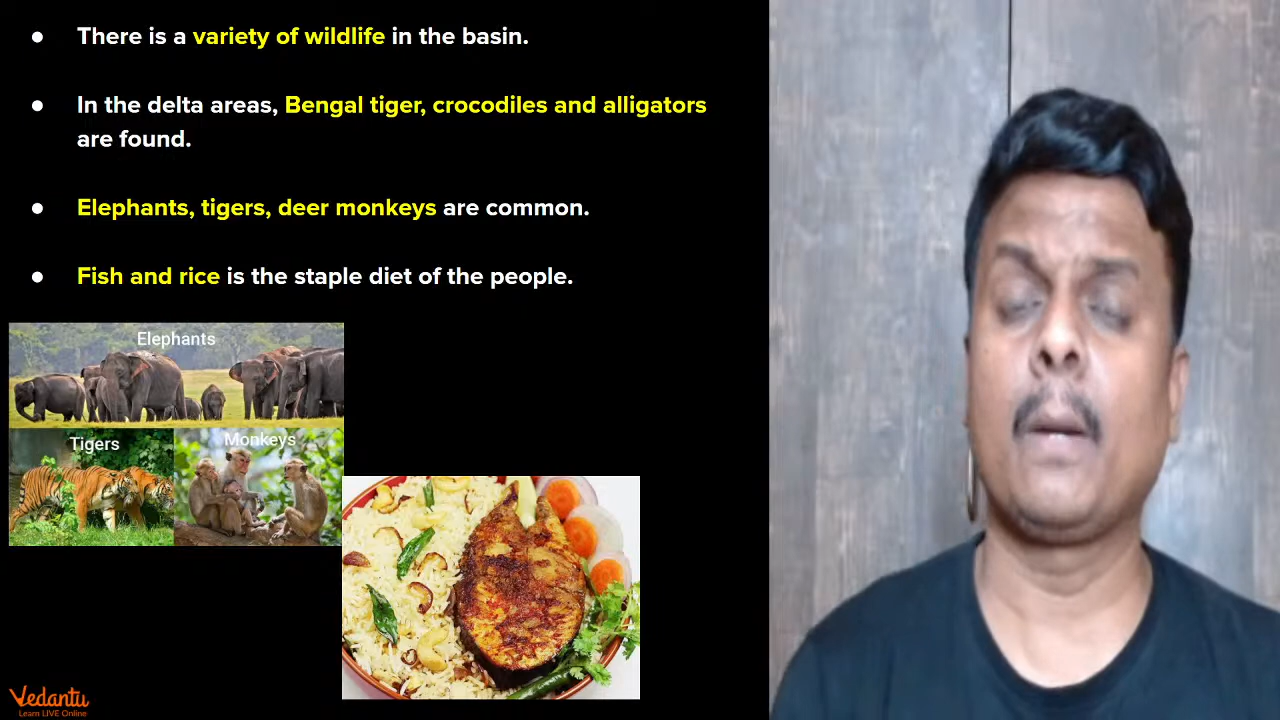 ● There is a variety of wildlife in the basin.
● In the delta areas, Bengal tiger, crocodiles and alligators
are found.
● Elephants, tigers, deer monkeys are common.
● Fish and rice is the staple diet of the people.
Elephants
Tigers
Monkeys
Vedantu
Learn LIVE Online